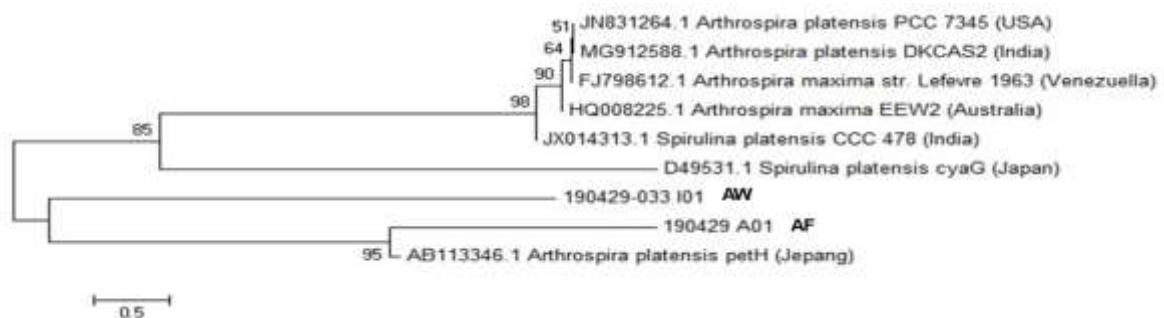 51 JN831264.1 Arthrospira platensis PCC 7345 (USA)
64 MG912588.1 Arthrospira platensis DKCAS2 (India)
90 FJ798612.1 Arthrospira maxima str. Lefevre 1963 (Venezuella)
98 HQ008225.1 Arthrospira maxima EEW2 (Australia)
85 JX014313.1 Spirulina platensis CCC 478 (India)
D49531.1 Spirulina platensis cyaG (Japan)
190429-033 I01 AW
190429 A01 AF
95 AB113346.1 Arthrospira platensis petH (Jepang)
0.5